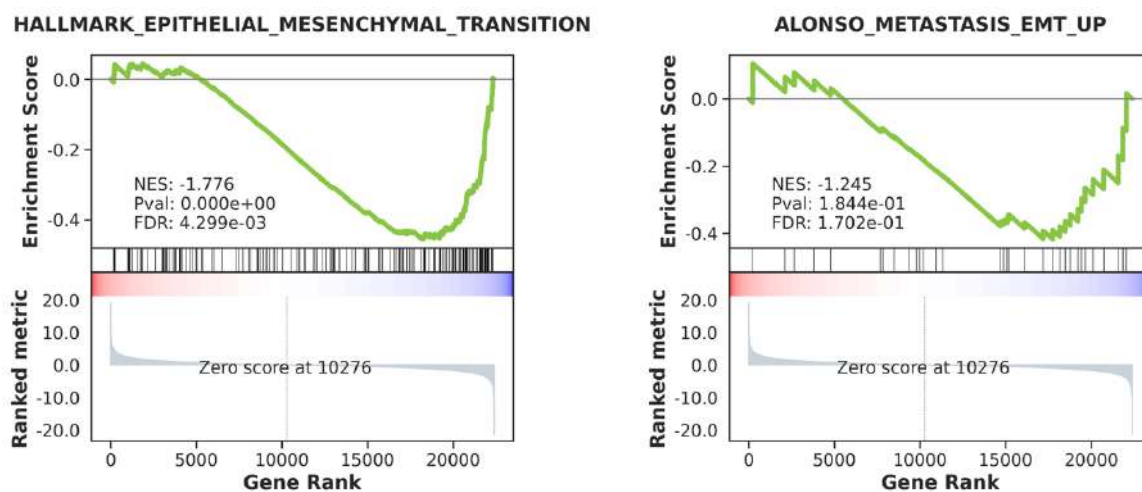 HALLMARK_EPITHELIAL_MESENCHYMAL_TRANSITION
Enrichment Score
0.0
-0.2
-0.4
NES: -1.776
Pval: 0.000e+00
FDR: 4.299e-03
Ranked metric
20.0
10.0
0.0
-10.0
-20.0
Zero score at 10276
0 5000 10000 15000 20000
Gene Rank
ALONSO_METASTASIS_EMT_UP
Enrichment Score
0.0
-0.2
-0.4
NES: -1.245
Pval: 1.844e-01
FDR: 1.702e-01
Ranked metric
20.0
10.0
0.0
-10.0
-20.0
Zero score at 10276
0 5000 10000 15000 20000
Gene Rank